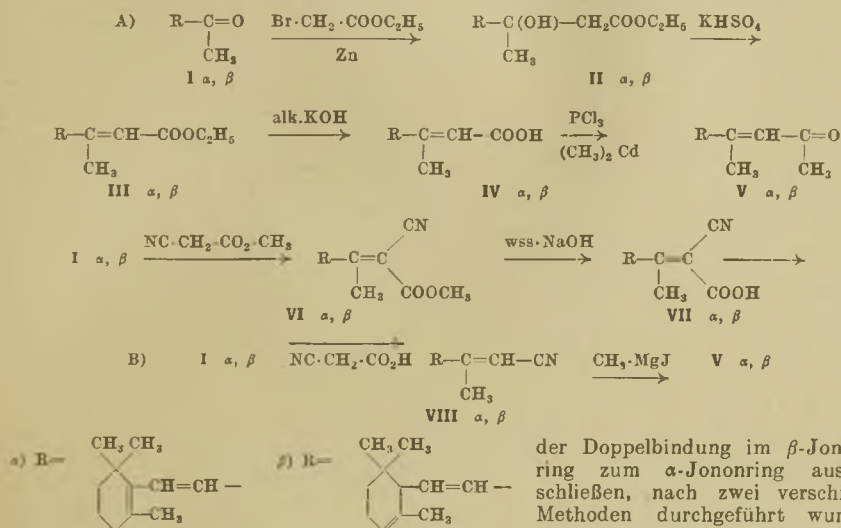 A) R—C=O Br·CH₂·COOC₂H₅ R—C(OH)—CH₂COOC₂H₅ KHSO₄
CH₃ Zn CH₃
I α, β II α, β
R—C=CH—COOC₂H₅ alk.KOH R—C=CH—COOH PCl₃ R—C=CH—C=O
CH₃ CH₃ (CH₃)₂ Cd CH₃ CH₃
III α, β IV α, β V α, β
I α, β NC·CH₂·CO₂·CH₃ R—C=C CN wss·NaOH R—C=C CN
CH₃ COOCH₃ CH₃ COOH
VI α, β VII α, β
B) I α, β NC·CH₂·CO₂H R—C=CH—CN CH₃·MgJ V α, β
CH₃
VIII α, β
α) R= CH₃ CH₃ —CH=CH— —CH₃
β) R= CH₃ CH₃ —CH=CH— —CH₃
der Doppelbindung im β-Jon
ring zum α-Jononring aus
schließen, nach zwei versch
Methoden durchgeführt wur